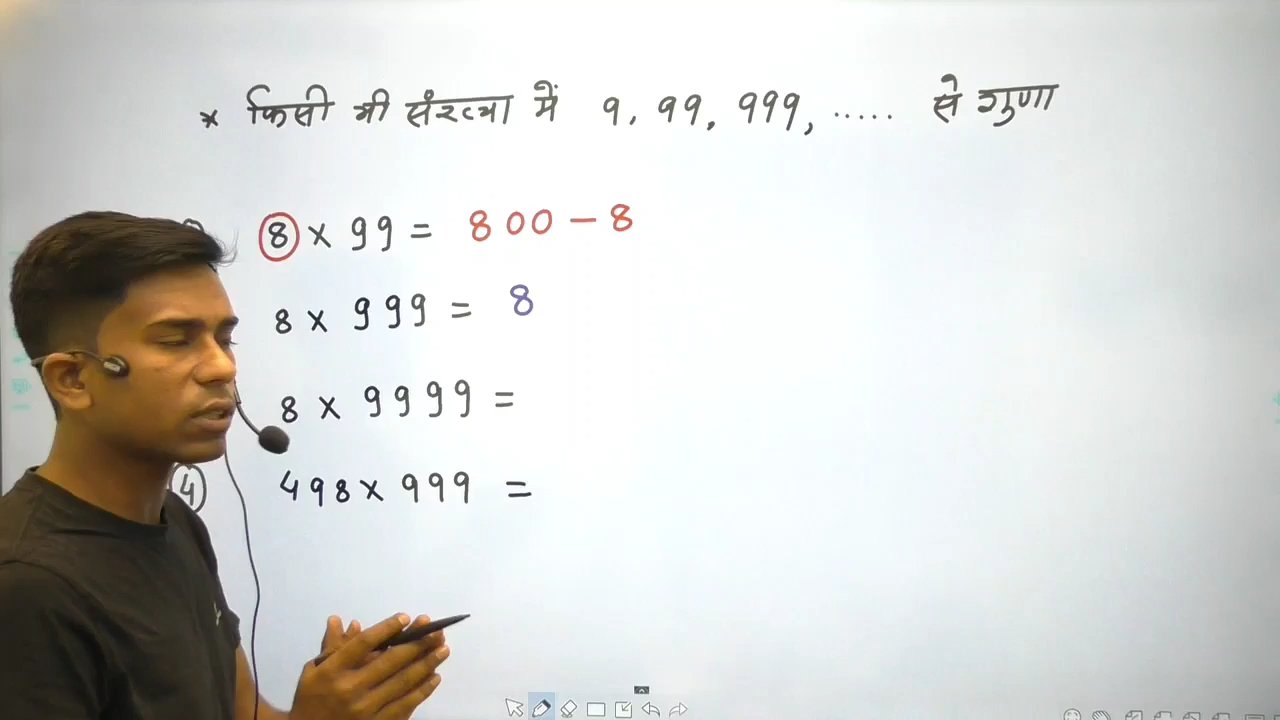 * किसी भी संख्या में 9, 99, 999, ..... से गुणा
8 × 99 = 800 − 8
8 × 999 = 8
8 × 9999 =
④ 498 × 999 =